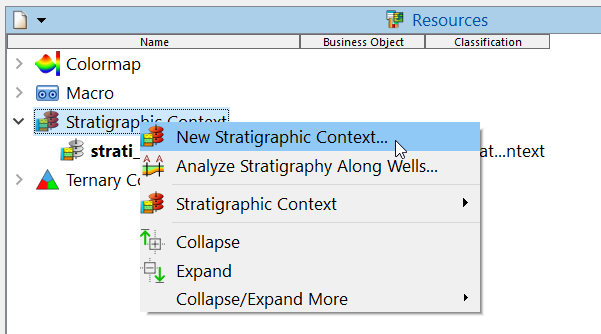 Resources
Name Business Object Classification
Colormap
Macro
Stratigraphic Context
New Stratigraphic Context...
strati_ at...ntext
Analyze Stratigraphy Along Wells...
Ternary Co
Stratigraphic Context
Collapse
Expand
Collapse/Expand More